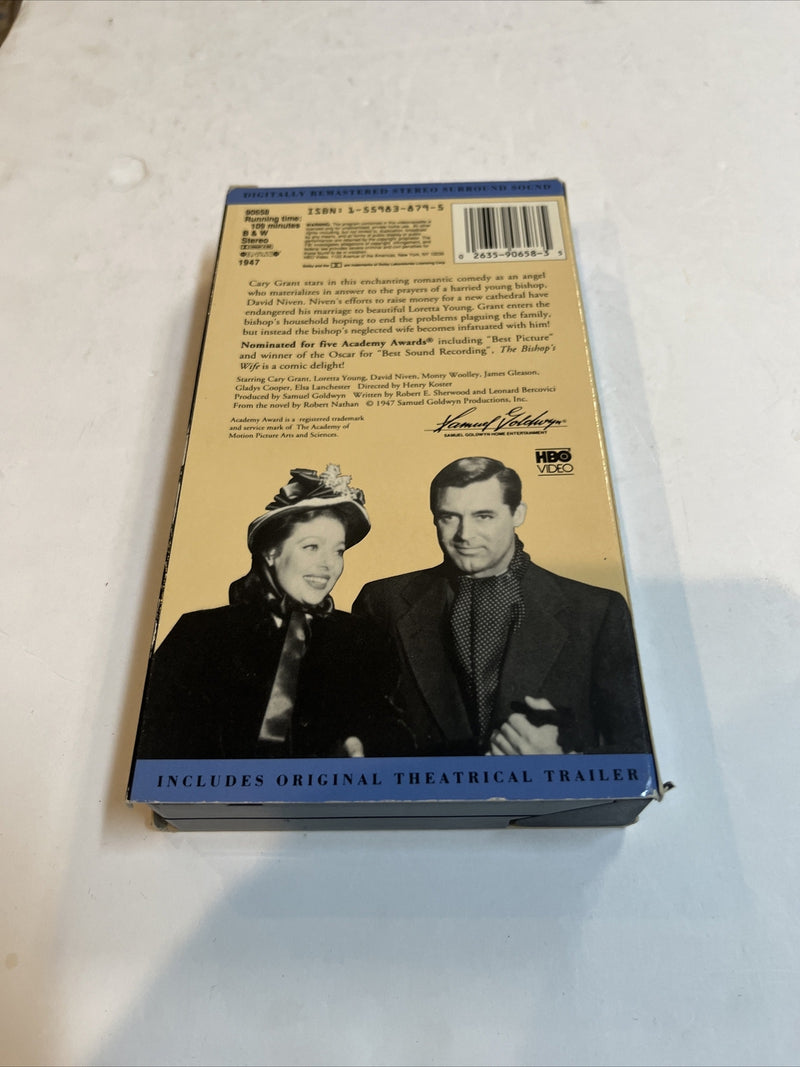 DIGITALLY REMASTERED STEREO SURROUND SOUND
90658
Running time:
109 minutes
B & W
Stereo
1947
ISBN: 1-55983-879-5
0 2635-90658-3 5
Cary Grant stars in this enchanting romantic comedy as an angel
who materializes in answer to the prayers of a harried young bishop,
David Niven. Niven's efforts to raise money for a new cathedral have
endangered his marriage to beautiful Loretta Young. Grant enters the
bishop's household hoping to end the problems plaguing the family,
but instead the bishop's neglected wife becomes infatuated with him!
Nominated for five Academy Awards® including "Best Picture"
and winner of the Oscar for "Best Sound Recording", The Bishop's
Wife is a comic delight!
Starring Cary Grant, Loretta Young, David Niven, Monty Woolley, James Gleason,
Gladys Cooper, Elsa Lanchester Directed by Henry Koster
Produced by Samuel Goldwyn Written by Robert E. Sherwood and Leonard Bercovici
From the novel by Robert Nathan © 1947 Samuel Goldwyn Productions, Inc.
Academy Award is a registered trademark
and service mark of The Academy of
Motion Picture Arts and Sciences.
Samuel Goldwyn®
SAMUEL GOLDWYN HOME ENTERTAINMENT
HBO
VIDEO
INCLUDES ORIGINAL THEATRICAL TRAILER